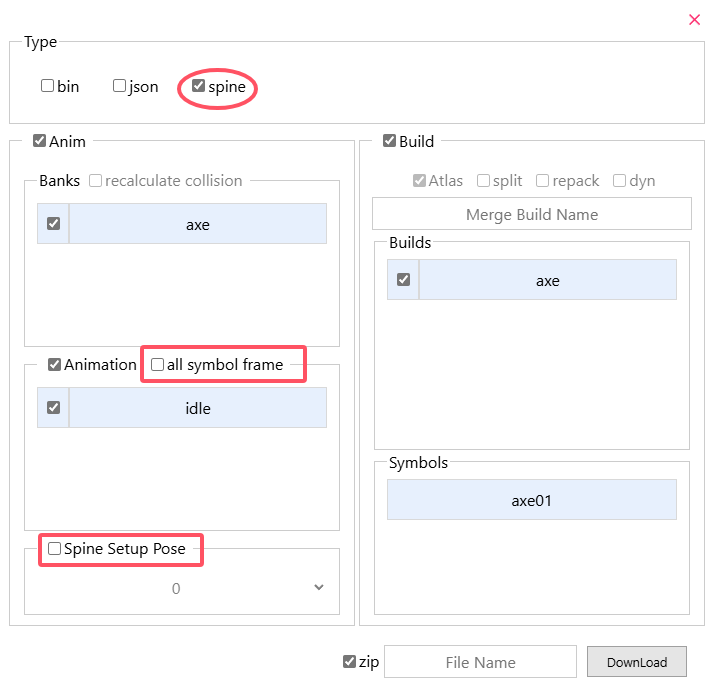 Type
bin json spine
Anim
Banks recalculate collision
axe
Animation all symbol frame
idle
Spine Setup Pose
0
Build
Atlas split repack dyn
Merge Build Name
Builds
axe
Symbols
axe01
zip File Name DownLoad